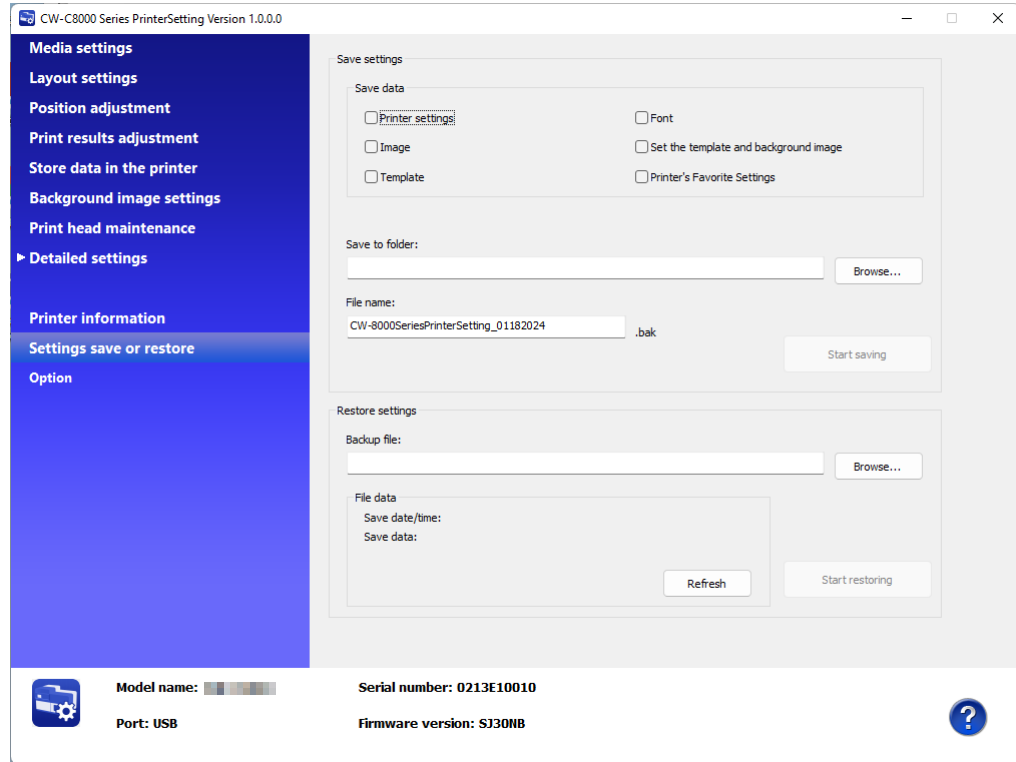 CW-C8000 Series PrinterSetting Version 1.0.0.0
Media settings
Layout settings
Position adjustment
Print results adjustment
Store data in the printer
Background image settings
Print head maintenance
Detailed settings
Printer information
Settings save or restore
Option
Save settings
Save data
Printer settings
Font
Image
Set the template and background image
Template
Printer's Favorite Settings
Save to folder:
Browse...
File name:
CW-8000SeriesPrinterSetting_01182024
.bak
Start saving
Restore settings
Backup file:
Browse...
File data
Save date/time:
Save data:
Refresh
Start restoring
Model name:
Serial number: 0213E10010
Port: USB
Firmware version: SJ30NB
?